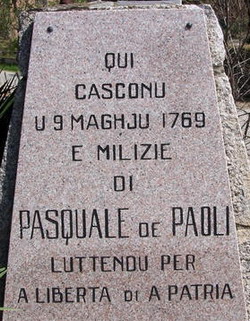 QUI
CASCONU
U 9 MAGHJU 1769
E MILIZIE
DI
PASQUALE de PAOLI
LUTTENDU PER
A LIBERTA di A PATRIA